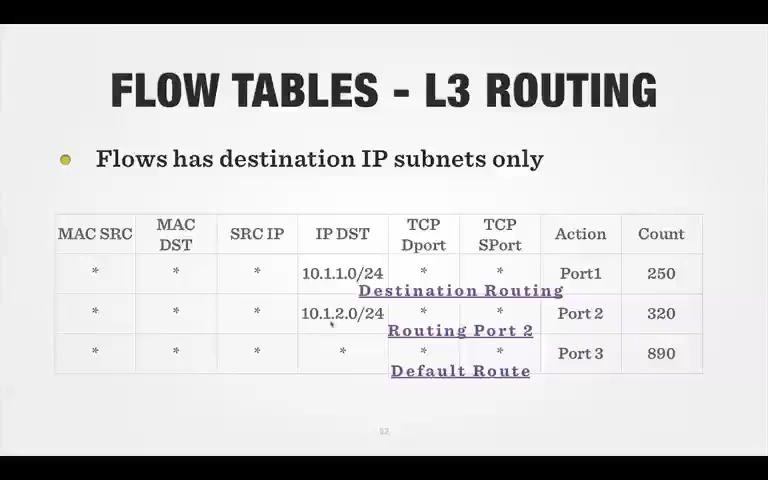 FLOW TABLES - L3 ROUTING
Flows has destination IP subnets only
MAC SRC MAC DST SRC IP IP DST TCP Dport TCP SPort Action Count
* * * 10.1.1.0/24 * * Port1 250
Destination Routing
* * * 10.1.2.0/24 * * Port 2 320
Routing Port 2
* * * * * * Port 3 890
Default Route